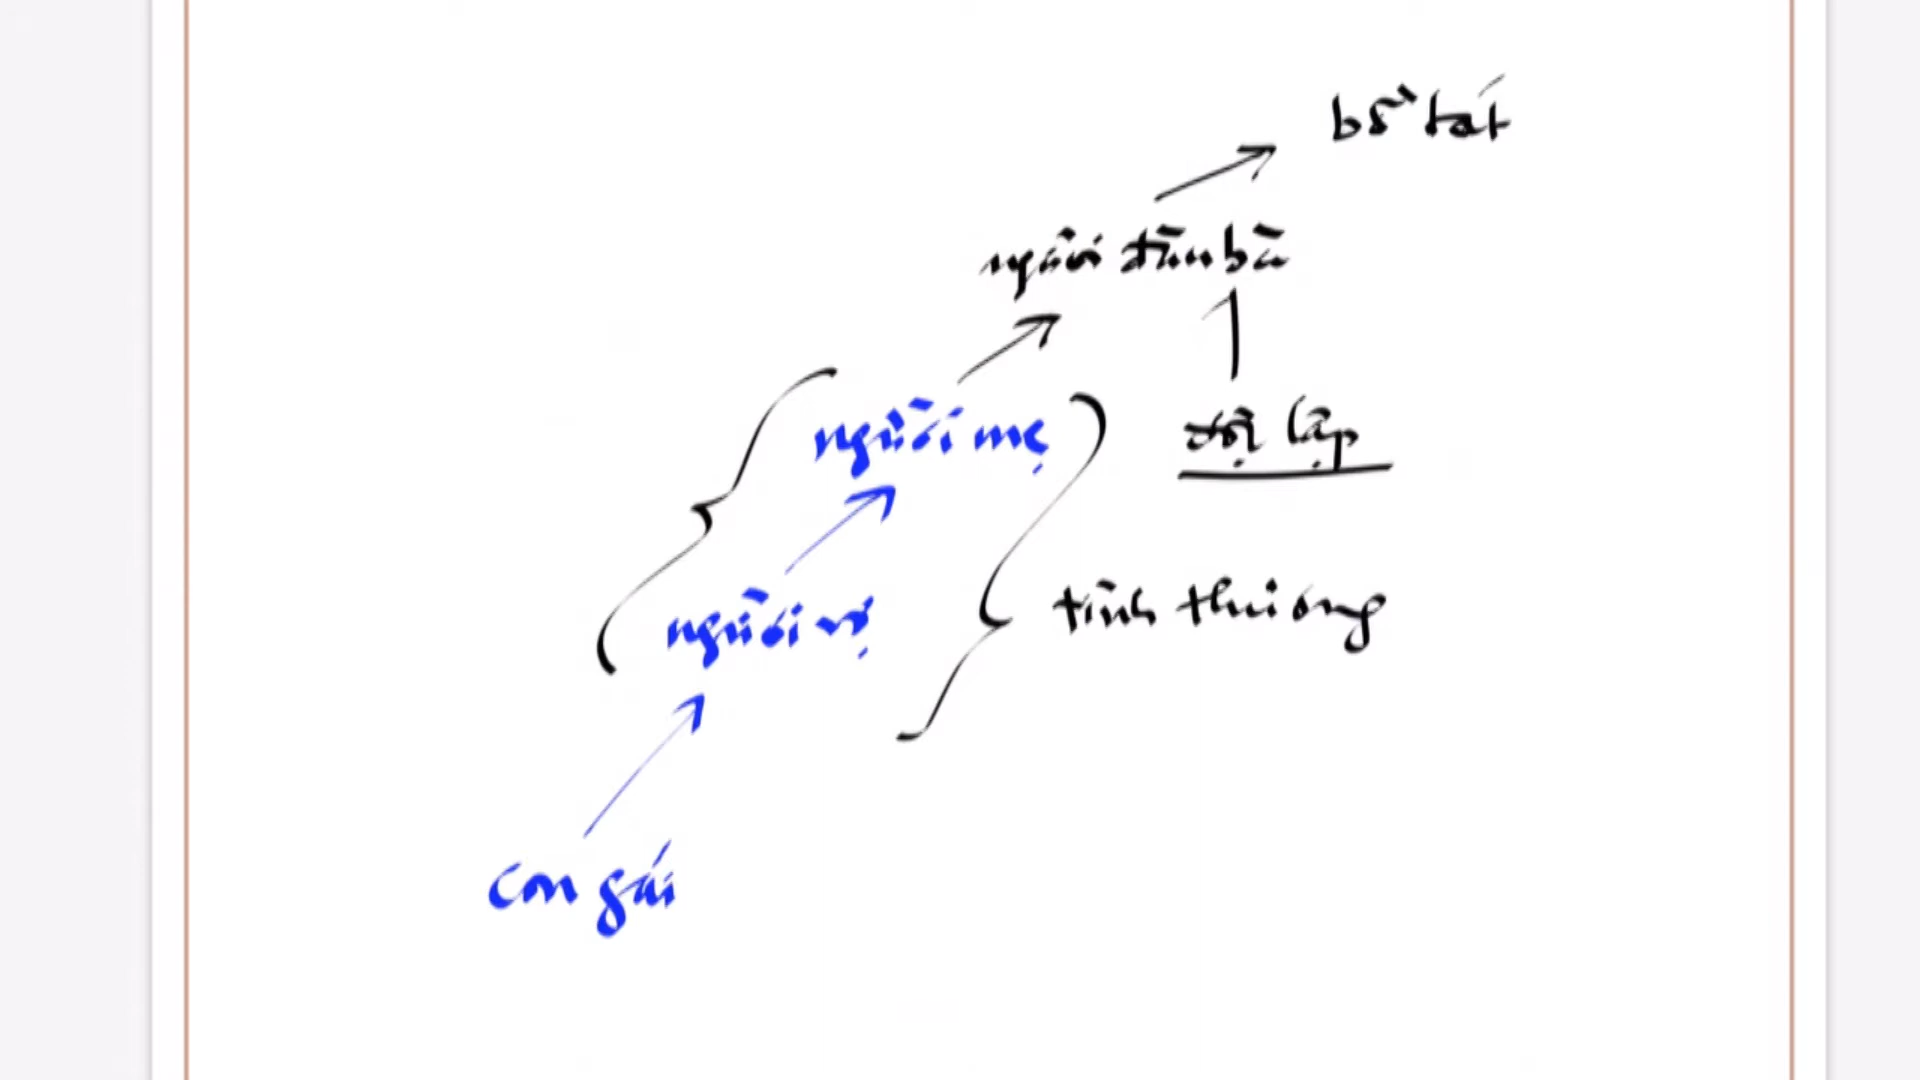 bồ tát
người đàn bà
người mẹ
độc lập
người vợ
tình thương
con gái